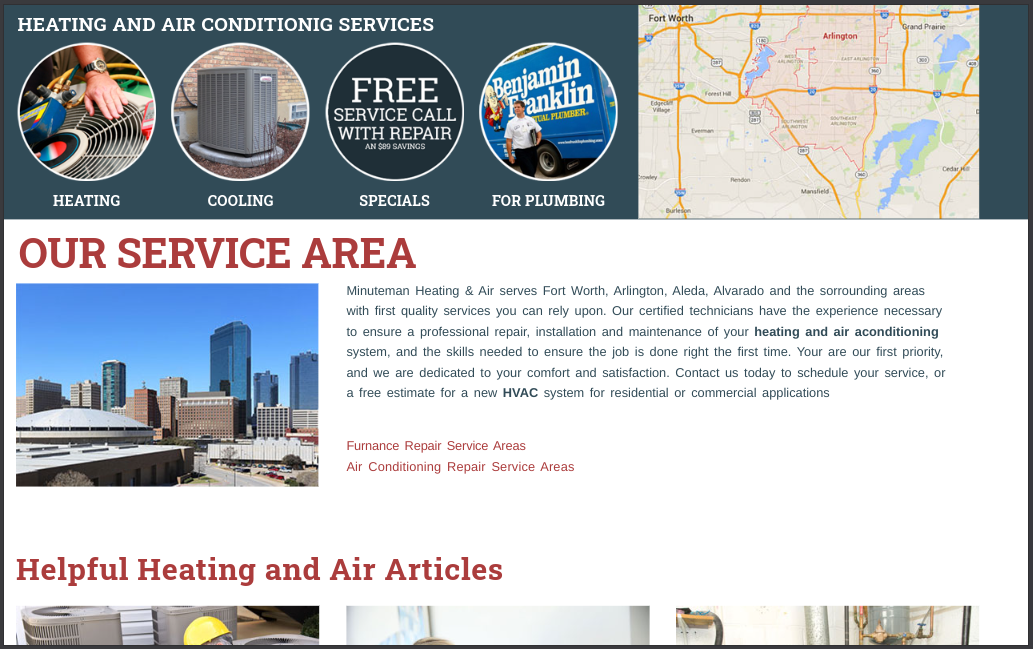 HEATING AND AIR CONDITIONIG SERVICES
FREE
SERVICE CALL
WITH REPAIR
AN $89 SAVINGS
Benjamin
Franklin
HEATING
COOLING
SPECIALS
FOR PLUMBING
Fort Worth
Arlington
Grand Prairie
WEST ARLINGTON
EAST ARLINGTON
Forest Hill
Edgecliff
Village
SOUTHWEST
ARLINGTON
SOUTHEAST
ARLINGTON
Everman
Crowley
Rendon
Mansfield
Cedar Hill
Burleson
OUR SERVICE AREA
Minuteman Heating & Air serves Fort Worth, Arlington, Aleda, Alvarado and the sorrounding areas
with first quality services you can rely upon. Our certified technicians have the experience necessary
to ensure a professional repair, installation and maintenance of your heating and air aconditioning
system, and the skills needed to ensure the job is done right the first time. Your are our first priority,
and we are dedicated to your comfort and satisfaction. Contact us today to schedule your service, or
a free estimate for a new HVAC system for residential or commercial applications
Furnance Repair Service Areas
Air Conditioning Repair Service Areas
Helpful Heating and Air Articles